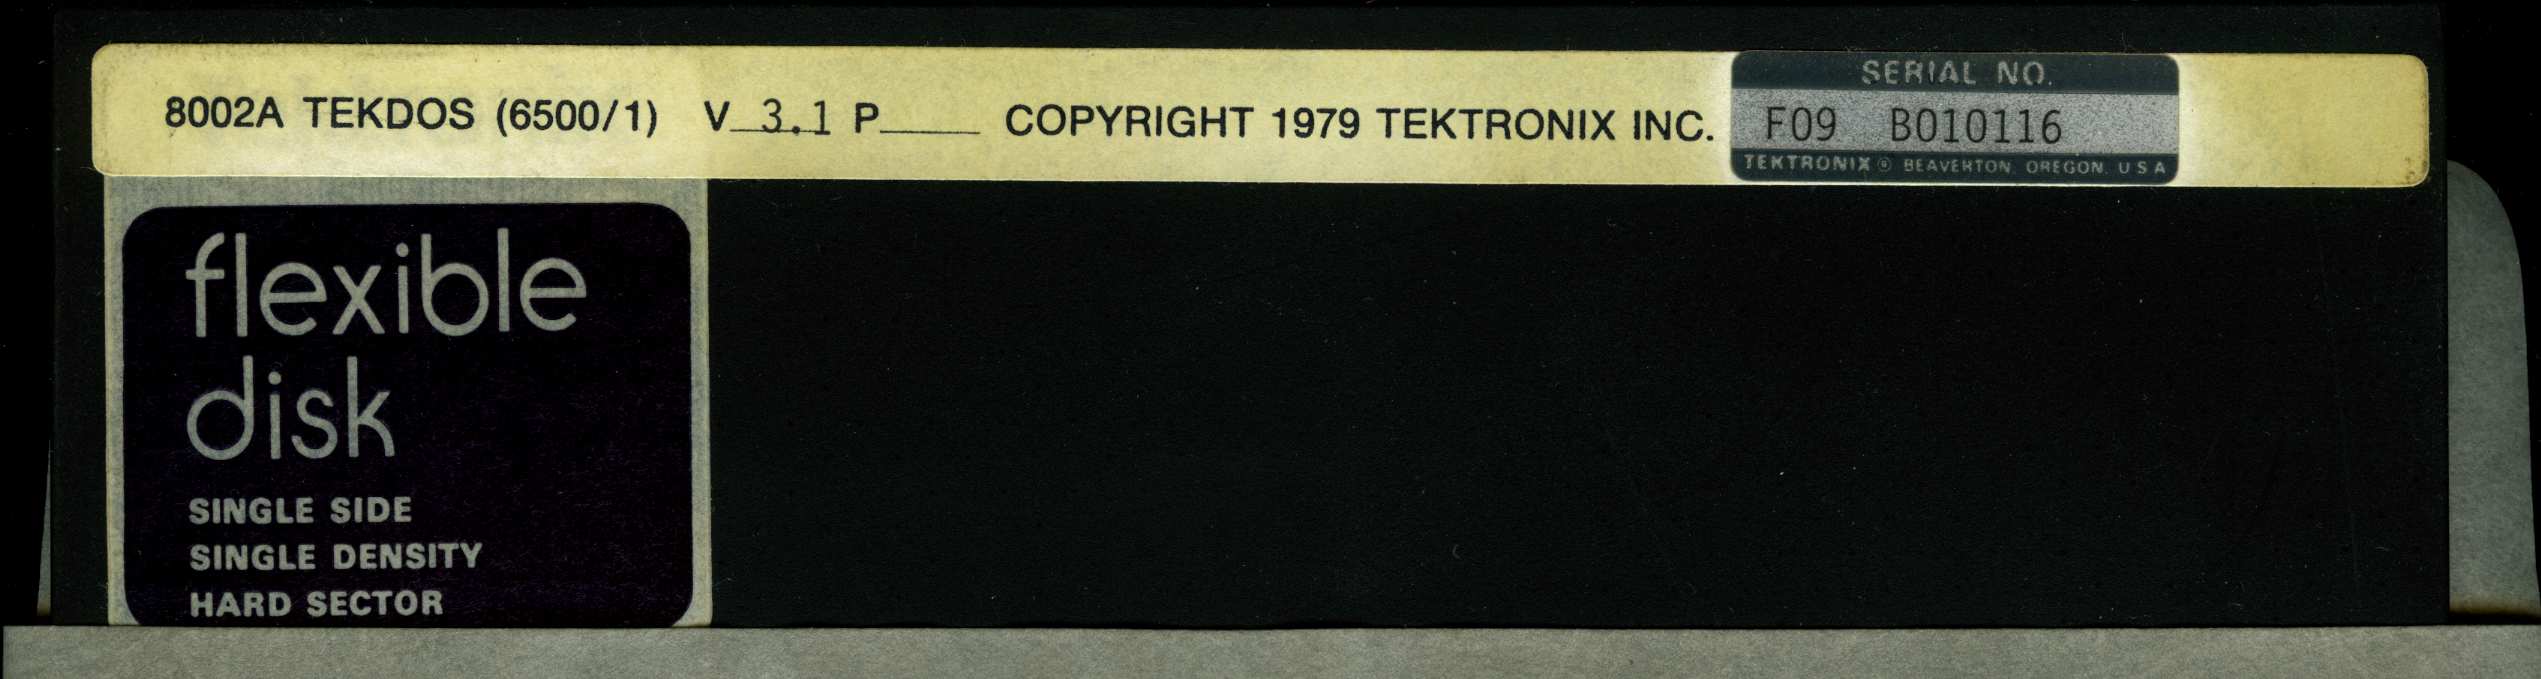 8002A TEKDOS (6500/1) V 3.1 P____ COPYRIGHT 1979 TEKTRONIX INC.
SERIAL NO.
F09 B010116
TEKTRONIX® BEAVERTON, OREGON, U S A
flexible
disk
SINGLE SIDE
SINGLE DENSITY
HARD SECTOR